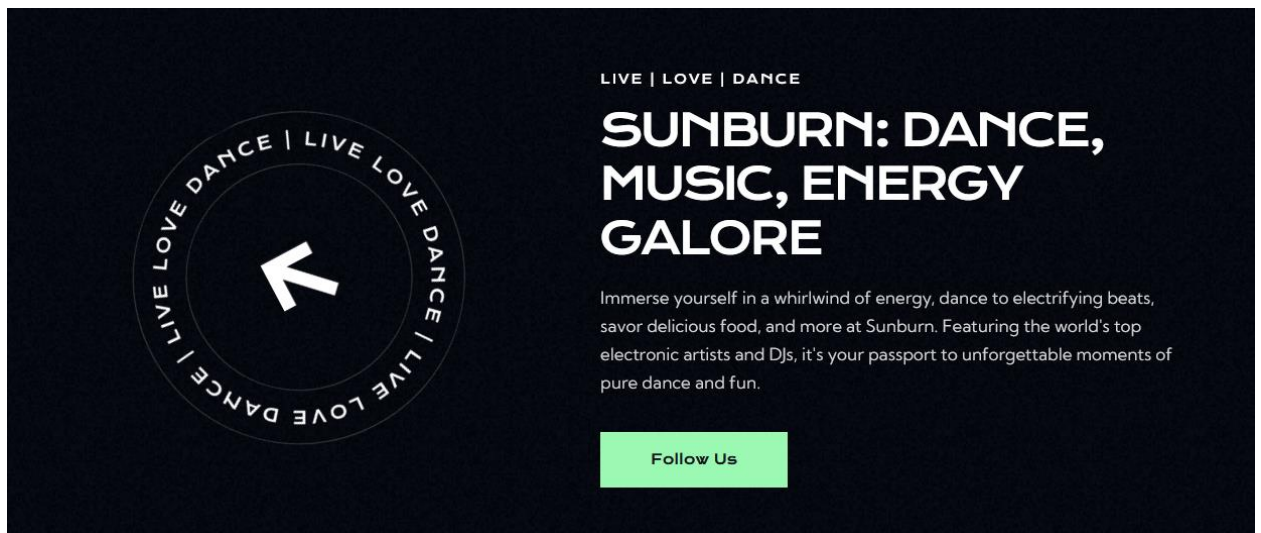 LIVE | LOVE | DANCE
SUNBURN: DANCE,
MUSIC, ENERGY
GALORE
Immerse yourself in a whirlwind of energy, dance to electrifying beats,
savor delicious food, and more at Sunburn. Featuring the world's top
electronic artists and DJs, it's your passport to unforgettable moments of
pure dance and fun.
Follow Us
| LIVE LOVE DANCE | LIVE LOVE DANCE | LIVE LOVE DANCE